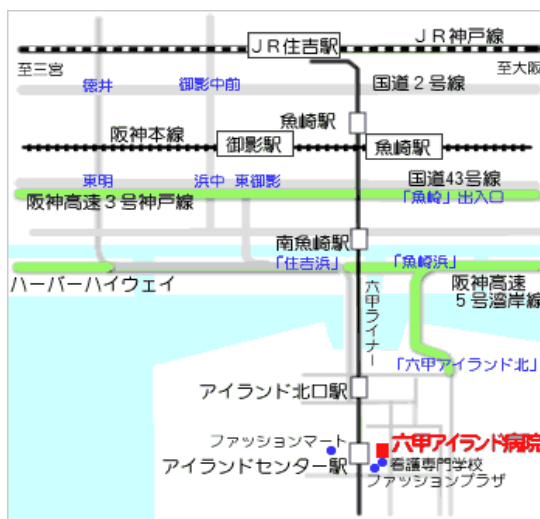 ＪＲ神戸線
ＪＲ住吉駅
至三宮
至大阪
徳井
御影中前
国道２号線
魚崎駅
阪神本線
御影駅
魚崎駅
東明
浜中
東御影
国道43号線
阪神高速３号神戸線
「魚崎」出入口
南魚崎駅
「住吉浜」
「魚崎浜」
ハーバーハイウェイ
阪神高速
５号湾岸線
六甲ライナー
「六甲アイランド北」
アイランド北口駅
ファッションマート
六甲アイランド病院
アイランドセンター駅
看護専門学校
ファッションプラザ